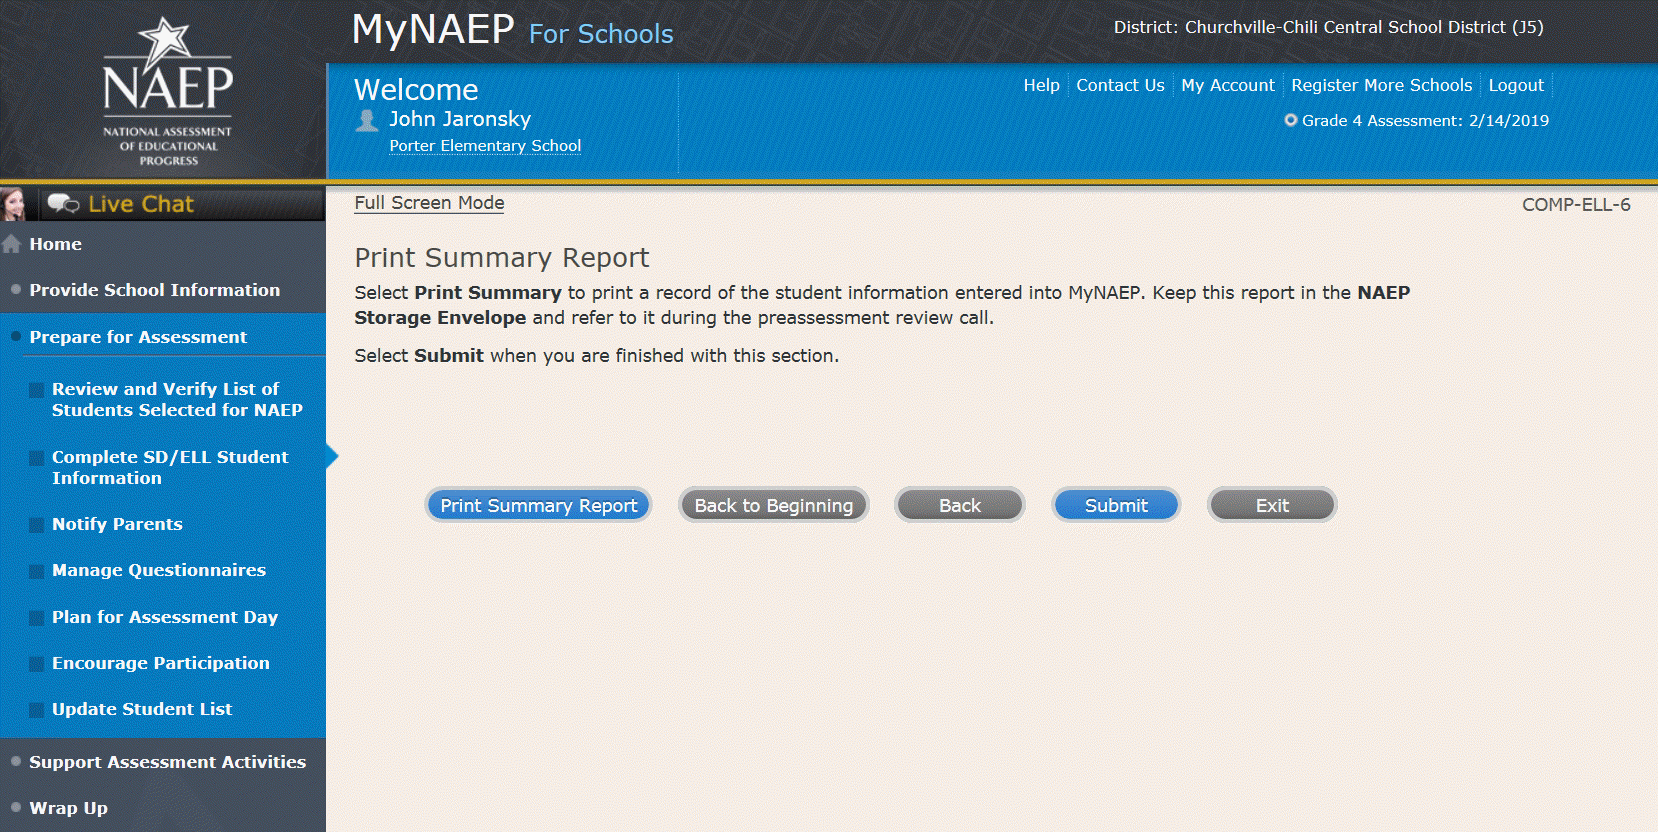 NAEP
NATIONAL ASSESSMENT
OF EDUCATIONAL
PROGRESS
MyNAEP For Schools
District: Churchville-Chili Central School District (J5)
Welcome
John Jaronsky
Porter Elementary School
Help
Contact Us
My Account
Register More Schools
Logout
Grade 4 Assessment: 2/14/2019
Live Chat
Home
Provide School Information
Prepare for Assessment
Review and Verify List of
Students Selected for NAEP
Complete SD/ELL Student
Information
Notify Parents
Manage Questionnaires
Plan for Assessment Day
Encourage Participation
Update Student List
Support Assessment Activities
Wrap Up
Full Screen Mode
COMP-ELL-6
Print Summary Report
Select Print Summary to print a record of the student information entered into MyNAEP. Keep this report in the NAEP
Storage Envelope and refer to it during the preassessment review call.
Select Submit when you are finished with this section.
Print Summary Report
Back to Beginning
Back
Submit
Exit